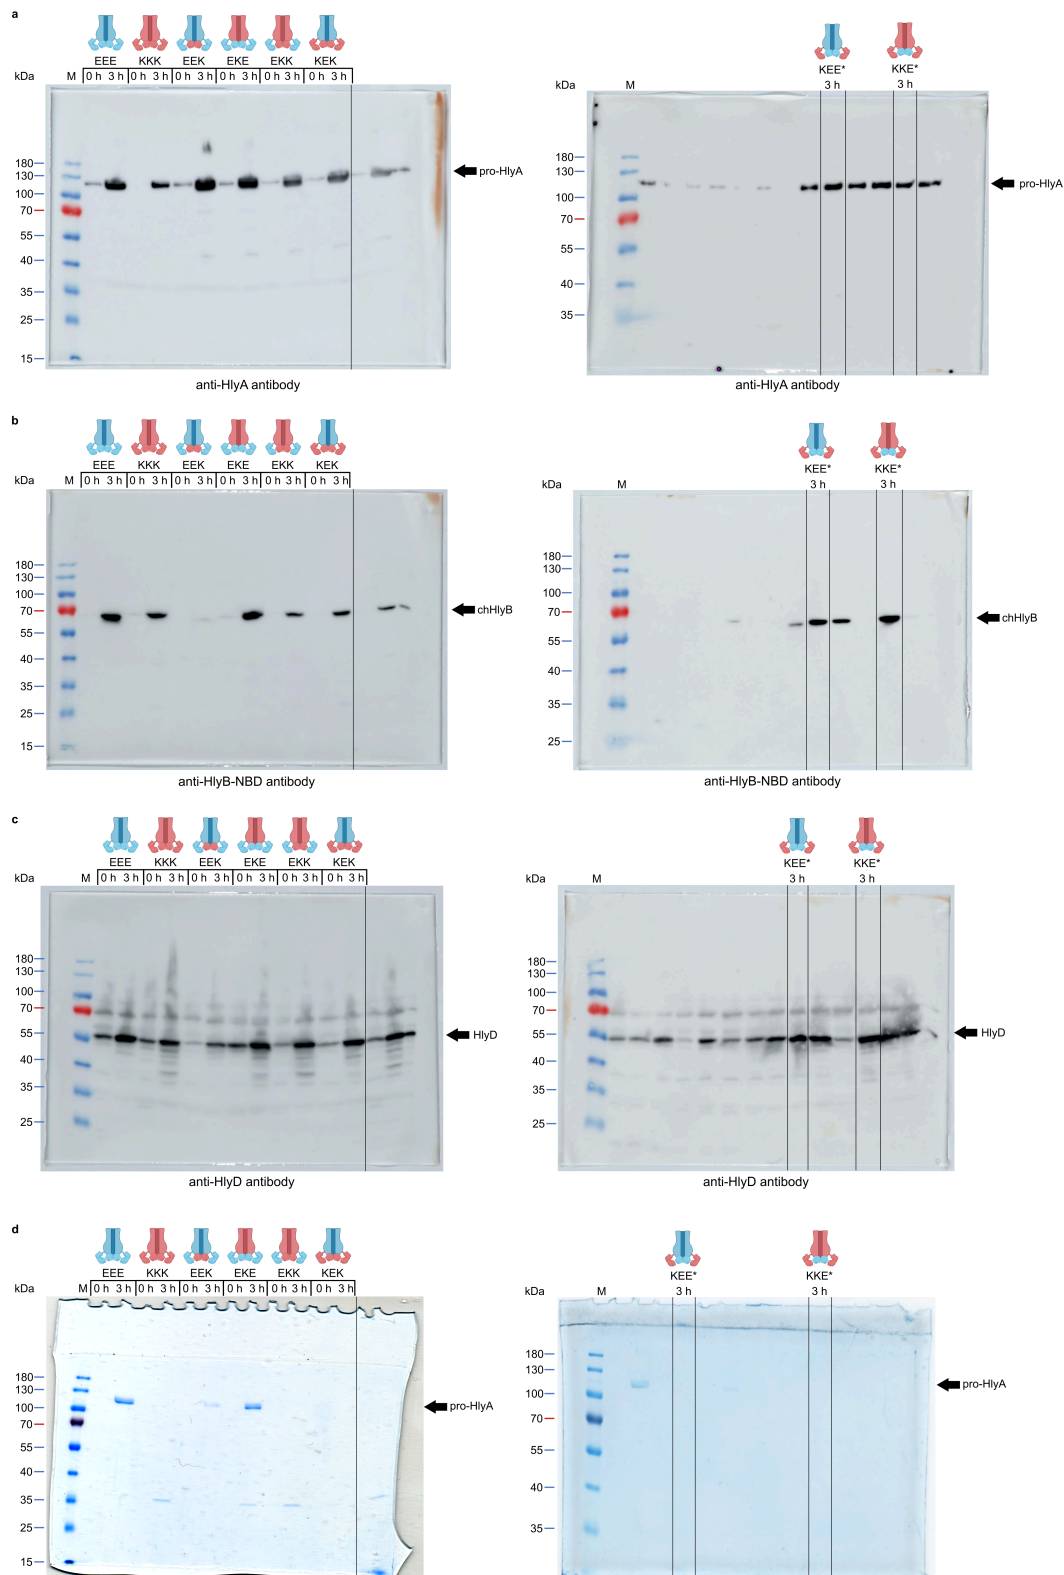 a
EEE KKK EEK EKE EKK KEK
kDa M 0 h 3 h 0 h 3 h 0 h 3 h 0 h 3 h 0 h 3 h 0 h 3 h
180
130
100
70
55
40
35
25
15
pro-HlyA
anti-HlyA antibody
KEE* KKE*
kDa M 3 h 3 h
180
130
100
70
55
40
35
pro-HlyA
anti-HlyA antibody
b
EEE KKK EEK EKE EKK KEK
kDa M 0 h 3 h 0 h 3 h 0 h 3 h 0 h 3 h 0 h 3 h 0 h 3 h
180
130
100
70
55
40
35
25
15
chHlyB
anti-HlyB-NBD antibody
KEE* KKE*
kDa M 3 h 3 h
180
130
100
70
55
40
35
25
chHlyB
anti-HlyB-NBD antibody
c
EEE KKK EEK EKE EKK KEK
kDa M 0 h 3 h 0 h 3 h 0 h 3 h 0 h 3 h 0 h 3 h 0 h 3 h
180
130
100
70
55
40
35
25
HlyD
anti-HlyD antibody
KEE* KKE*
kDa M 3 h 3 h
180
130
100
70
55
40
35
25
HlyD
anti-HlyD antibody
d
EEE KKK EEK EKE EKK KEK
kDa M 0 h 3 h 0 h 3 h 0 h 3 h 0 h 3 h 0 h 3 h 0 h 3 h
180
130
100
70
55
40
35
25
15
pro-HlyA
KEE* KKE*
kDa M 3 h 3 h
180
130
100
70
55
40
35
pro-HlyA